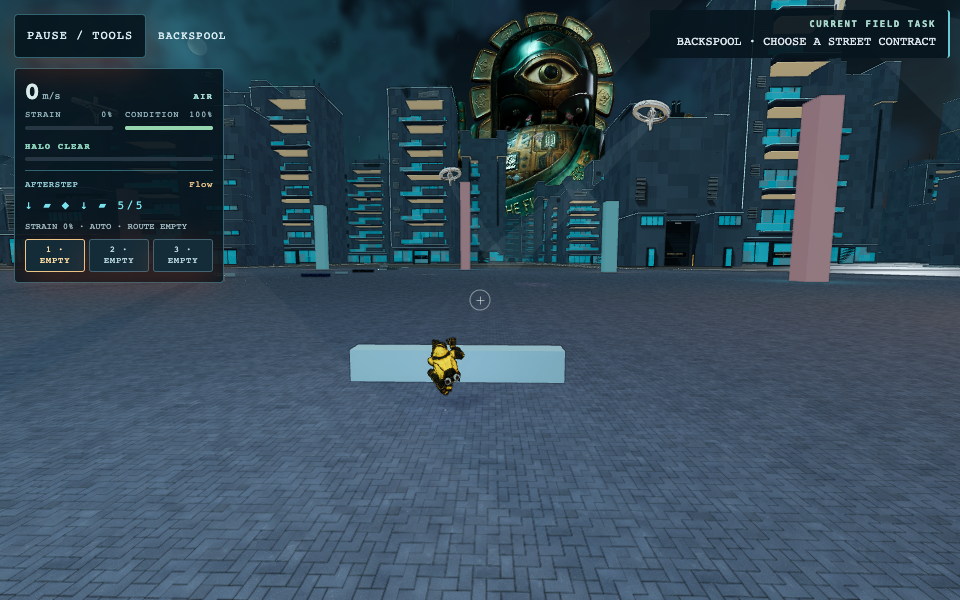 PAUSE / TOOLS
BACKSPOOL
CURRENT FIELD TASK
BACKSPOOL · CHOOSE A STREET CONTRACT
0 m/s
AIR
STRAIN 0%
CONDITION 100%
HALO CLEAR
AFTERSTEP
Flow
5/5
STRAIN 0% · AUTO · ROUTE EMPTY
1 · EMPTY
2 · EMPTY
3 · EMPTY